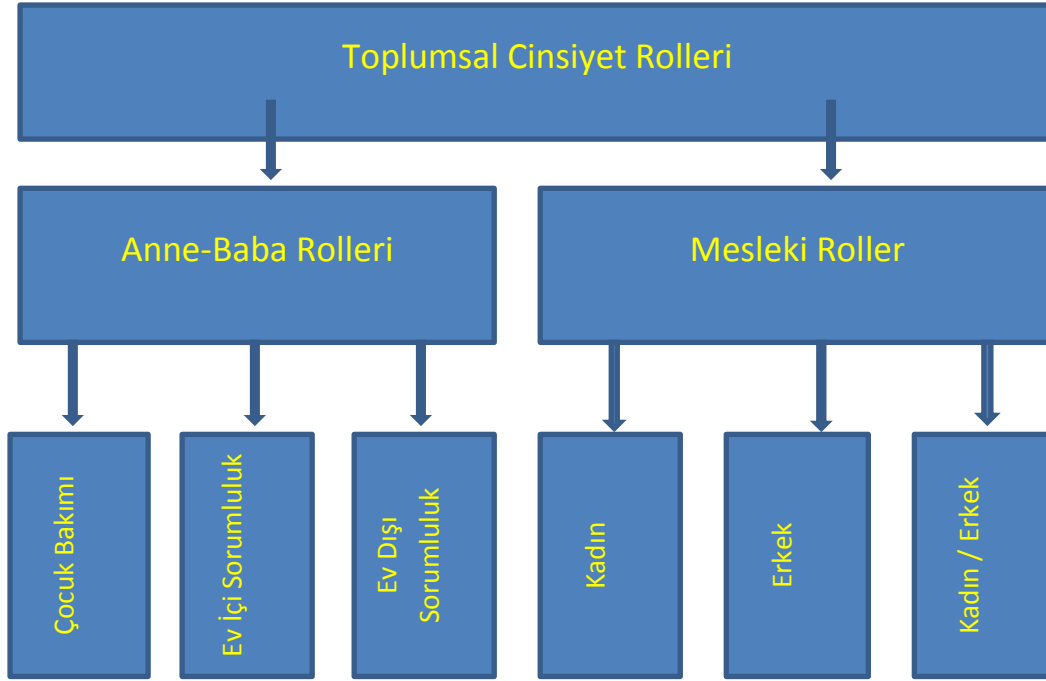 Toplumsal Cinsiyet Rolleri
Anne-Baba Rolleri
Mesleki Roller
Çocuk Bakımı
Ev İçi Sorumluluk
Ev Dışı
Sorumluluk
Kadın
Erkek
Kadın / Erkek